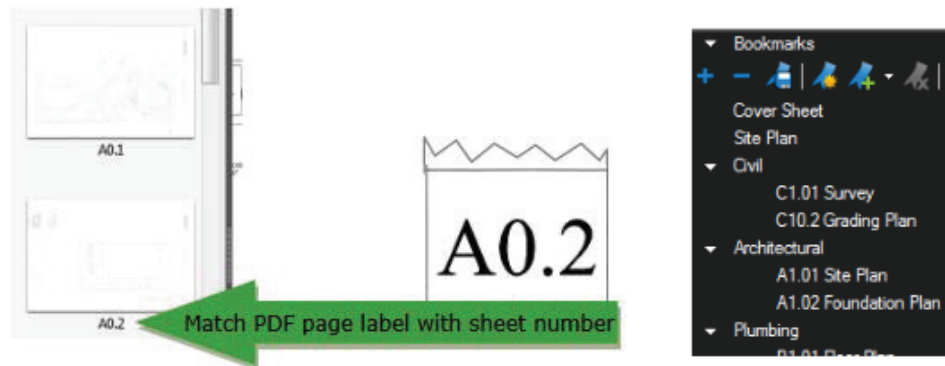 A0.1
A0.2
A0.2
Match PDF page label with sheet number
Bookmarks
Cover Sheet
Site Plan
Civil
C1.01 Survey
C10.2 Grading Plan
Architectural
A1.01 Site Plan
A1.02 Foundation Plan
Plumbing